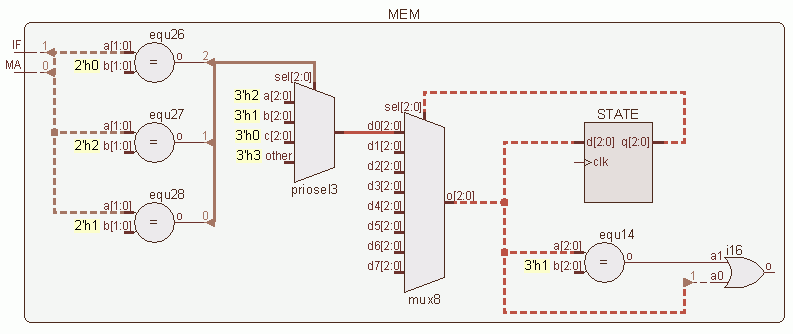 MEM
IF 1 a[1:0] equ26 = o 2
MA 0 2'h0 b[1:0]
sel[2:0]
3'h2 a[2:0]
3'h1 b[2:0]
3'h0 c[2:0]
3'h3 other
priosel3
a[1:0] equ27 = o 1
2'h2 b[1:0]
a[1:0] equ28 = o 0
2'h1 b[1:0]
sel[2:0]
d0[2:0]
d1[2:0]
d2[2:0]
d3[2:0]
d4[2:0]
d5[2:0]
d6[2:0]
d7[2:0]
o[2:0]
mux8
STATE
d[2:0] q[2:0]
clk
equ14
a[2:0]
3'h1 b[2:0]
= o
i16
a1
1 a0
o